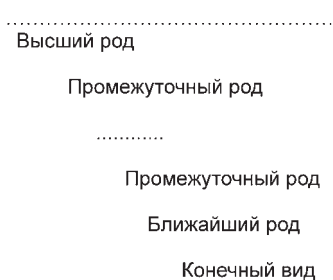 Высший род
Промежуточный род
............
Промежуточный род
Ближайший род
Конечный вид